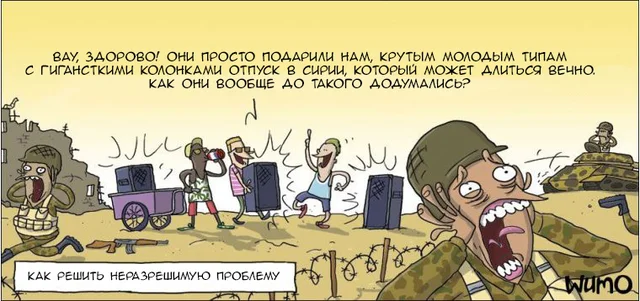 ВАУ, ЗДОРОВО! ОНИ ПРОСТО ПОДАРИЛИ НАМ, КРУТЫМ МОЛОДЫМ ТИПАМ
С ГИГАНСТКИМИ КОЛОНКАМИ ОТПУСК В СИРИИ, КОТОРЫЙ МОЖЕТ ДЛИТЬСЯ ВЕЧНО.
КАК ОНИ ВООБЩЕ ДО ТАКОГО ДОДУМАЛИСЬ?
КАК РЕШИТЬ НЕРАЗРЕШИМУЮ ПРОБЛЕМУ
WUMO